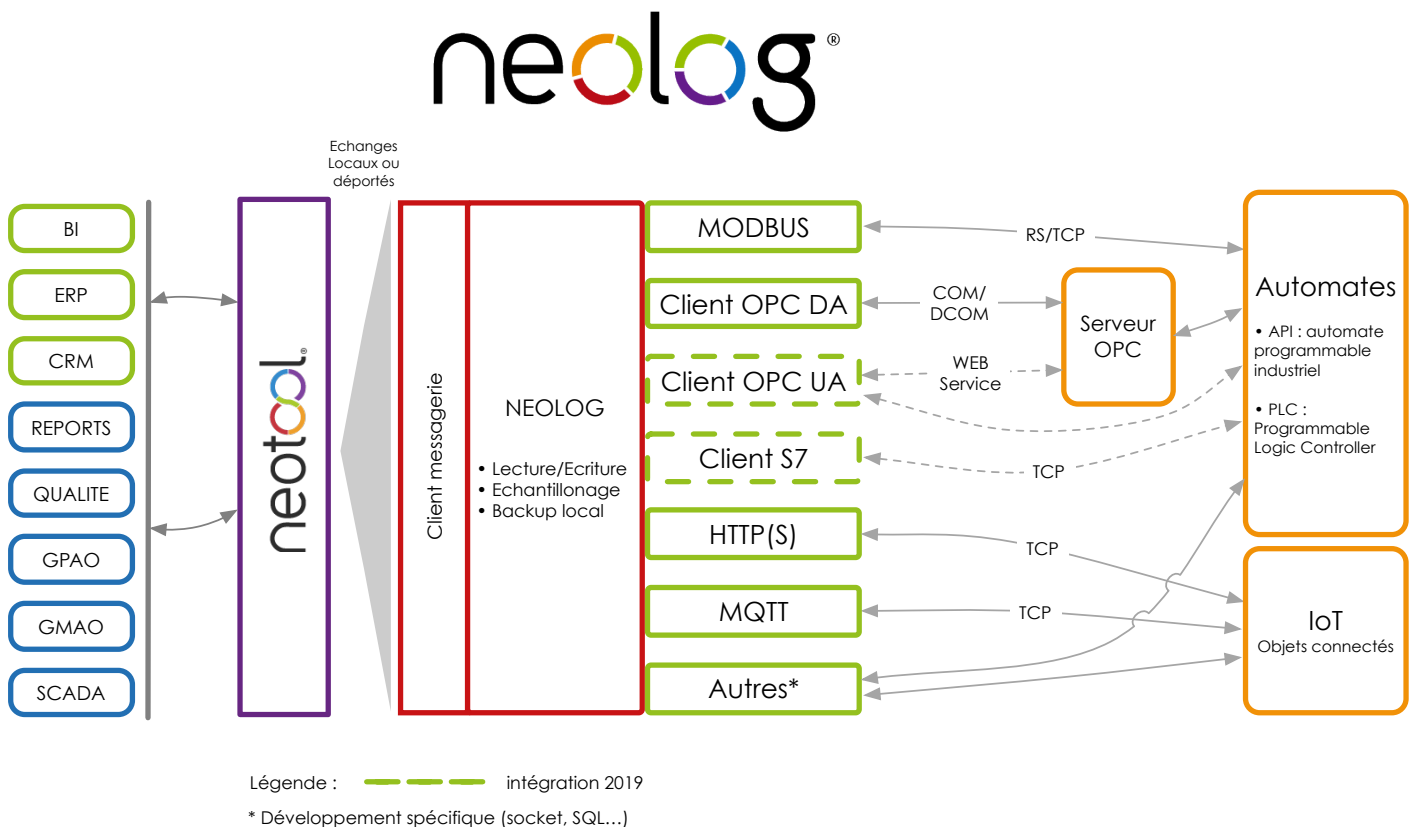 neolog®
Echanges
Locaux ou
déportés
BI
ERP
CRM
REPORTS
QUALITE
GPAO
GMAO
SCADA
neotool®
Client messagerie
NEOLOG
• Lecture/Ecriture
• Echantillonage
• Backup local
MODBUS
Client OPC DA
Client OPC UA
Client S7
HTTP(S)
MQTT
Autres*
RS/TCP
COM/
DCOM
WEB
Service
TCP
TCP
TCP
Serveur
OPC
Automates
• API : automate
programmable
industriel
• PLC :
Programmable
Logic Controller
IoT
Objets connectés
Légende : intégration 2019
* Développement spécifique (socket, SQL...)